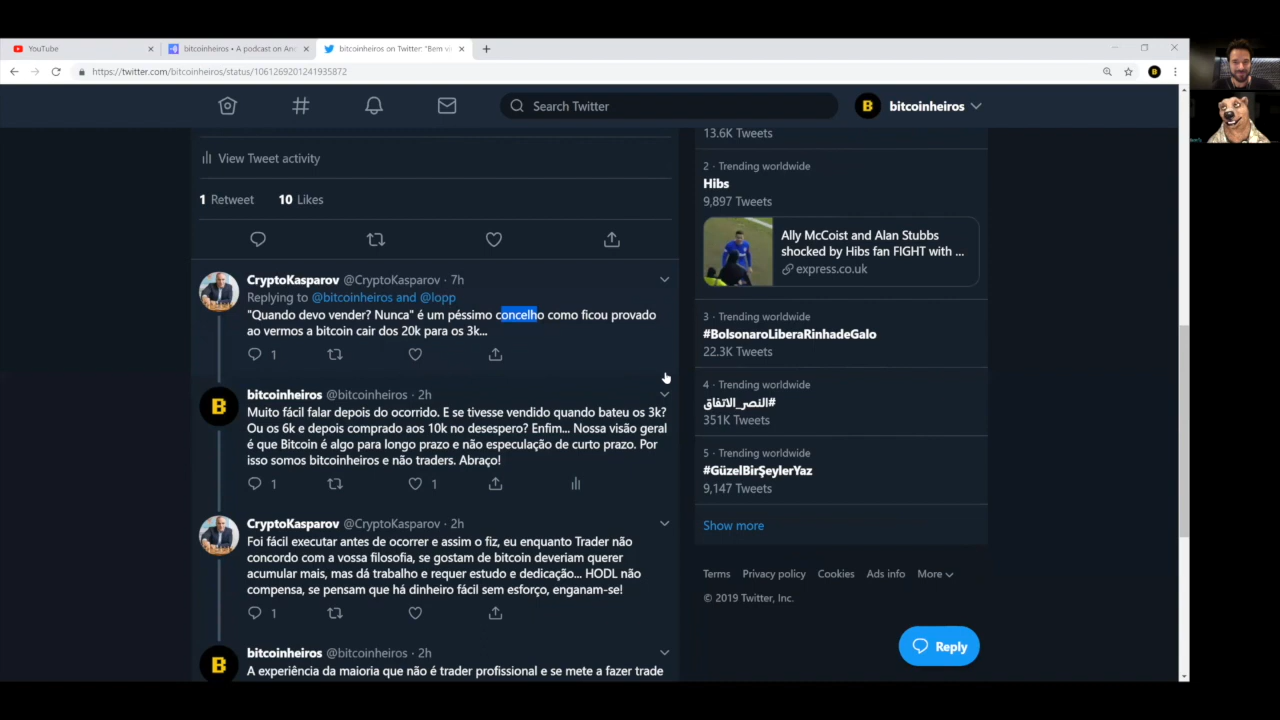 YouTube
bitcoinheiros • A podcast on Anc
bitcoinheiros on Twitter: "Bem vi
https://twitter.com/bitcoinheiros/status/1061269201241935872
Search Twitter
bitcoinheiros
View Tweet activity
1 Retweet 10 Likes
CryptoKasparov @CryptoKasparov · 7h
Replying to @bitcoinheiros and @lopp
"Quando devo vender? Nunca" é um péssimo concelho como ficou provado
ao vermos a bitcoin cair dos 20k para os 3k...
1
bitcoinheiros @bitcoinheiros · 2h
Muito fácil falar depois do ocorrido. E se tivesse vendido quando bateu os 3k?
Ou os 6k e depois comprado aos 10k no desespero? Enfim... Nossa visão geral
é que Bitcoin é algo para longo prazo e não especulação de curto prazo. Por
isso somos bitcoinheiros e não traders. Abraço!
1 1
CryptoKasparov @CryptoKasparov · 2h
Foi fácil executar antes de ocorrer e assim o fiz, eu enquanto Trader não
concordo com a vossa filosofia, se gostam de bitcoin deveriam querer
acumular mais, mas dá trabalho e requer estudo e dedicação... HODL não
compensa, se pensam que há dinheiro fácil sem esforço, enganam-se!
1
bitcoinheiros @bitcoinheiros · 2h
A experiência da maioria que não é trader profissional e se mete a fazer trade
13.6K Tweets
2 · Trending worldwide
Hibs
9,897 Tweets
Ally McCoist and Alan Stubbs
shocked by Hibs fan FIGHT with ...
express.co.uk
3 · Trending worldwide
#BolsonaroLiberaRinhadeGalo
22.3K Tweets
4 · Trending worldwide
#النصر_الاتفاق
351K Tweets
5 · Trending worldwide
#GüzelBirŞeylerYaz
9,147 Tweets
Show more
Terms Privacy policy Cookies Ads info More
© 2019 Twitter, Inc.
Reply